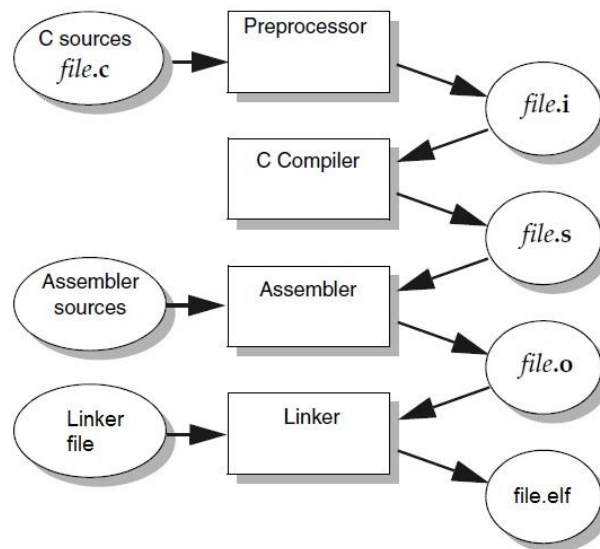 C sources
file.c
Preprocessor
file.i
C Compiler
file.s
Assembler
sources
Assembler
file.o
Linker
file
Linker
file.elf